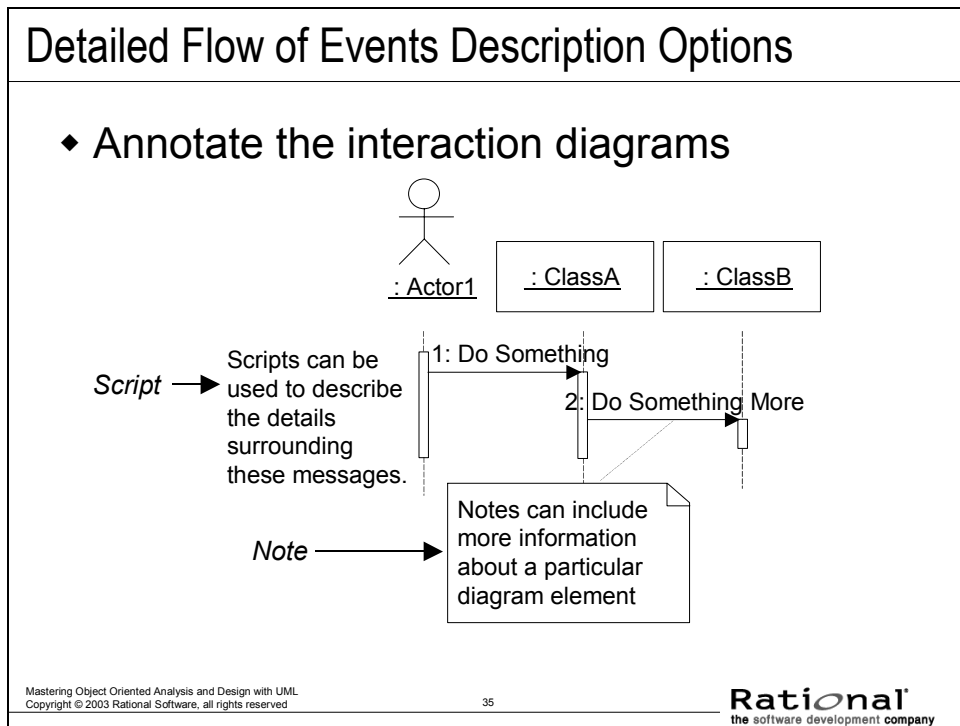 Detailed Flow of Events Description Options
◆ Annotate the interaction diagrams
: Actor1
: ClassA
: ClassB
1: Do Something
2: Do Something More
Script
Scripts can be
used to describe
the details
surrounding
these messages.
Note
Notes can include
more information
about a particular
diagram element
Mastering Object Oriented Analysis and Design with UML
Copyright © 2003 Rational Software, all rights reserved
35
Rational
the software development company